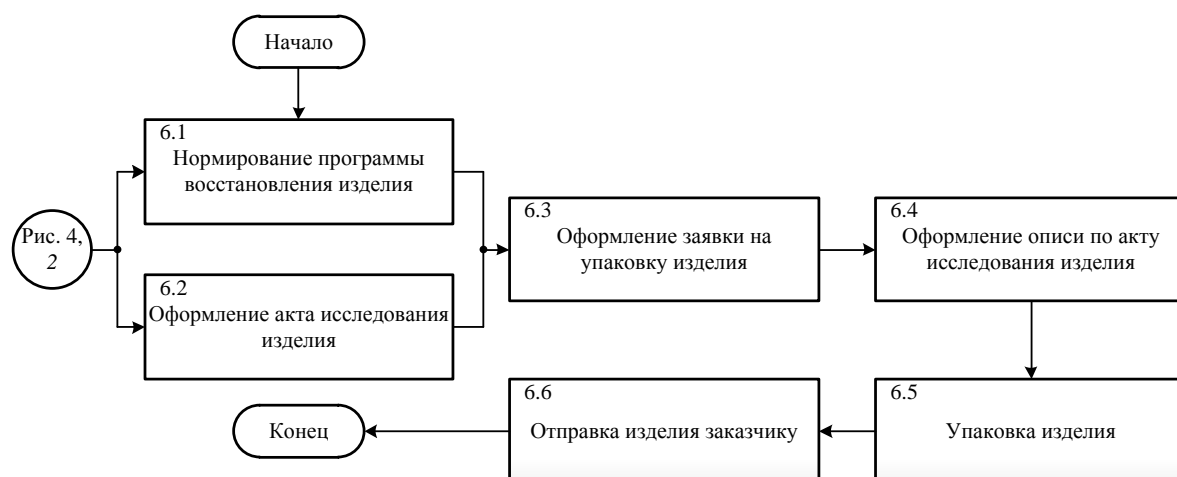 Начало
6.1
Нормирование программы
восстановления изделия
Рис. 4,
2
6.2
Оформление акта исследования
изделия
6.3
Оформление заявки на
упаковку изделия
6.4
Оформление описи по акту
исследования изделия
6.5
Упаковка изделия
6.6
Отправка изделия заказчику
Конец